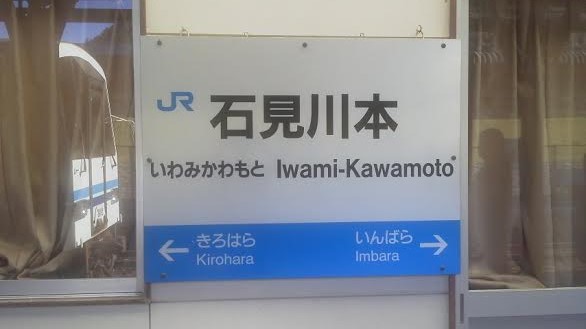 JR 石見川本
いわみかわもと Iwami-Kawamoto
← きろはら いんばら →
Kirohara Imbara